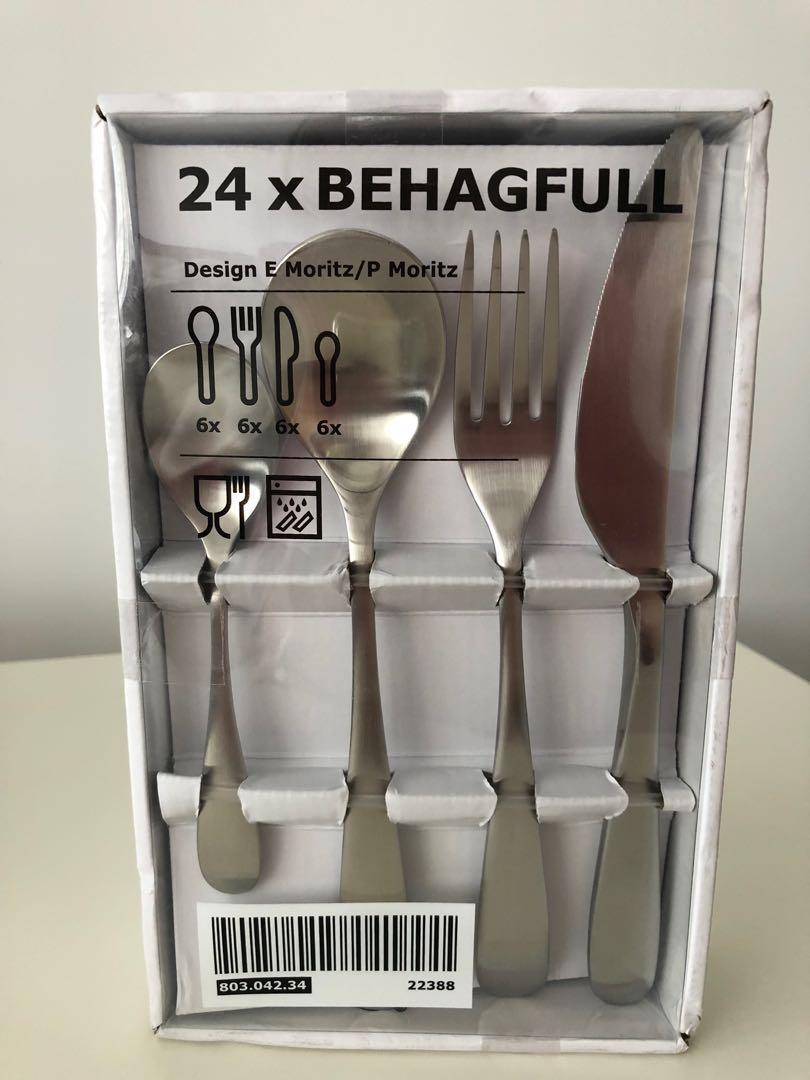 24 x BEHAGFULL
Design E Moritz/P Moritz
6x 6x 6x 6x
803.042.34 22388